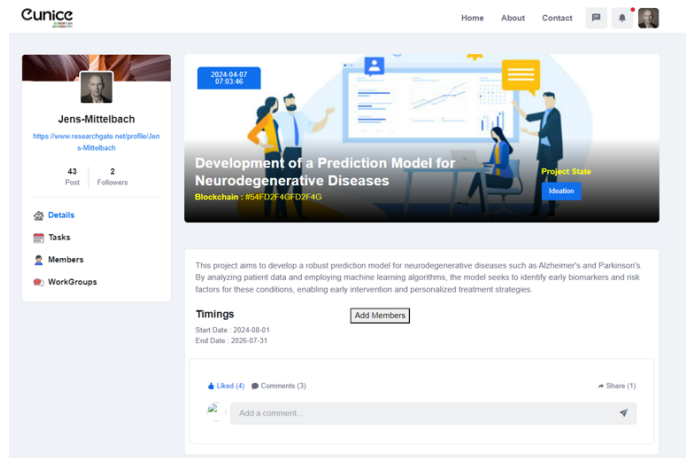 eunice
Home About Contact
2024-04-07
07:03:46
Development of a Prediction Model for
Neurodegenerative Diseases
Blockchain : #54FD2F4GFD2F4G
Project State
Ideation
Jens-Mittelbach
https://www.researchgate.net/profile/Jen
s-Mittelbach
43 2
Post Followers
Details
Tasks
Members
WorkGroups
This project aims to develop a robust prediction model for neurodegenerative diseases such as Alzheimer's and Parkinson's.
By analyzing patient data and employing machine learning algorithms, the model seeks to identify early biomarkers and risk
factors for these conditions, enabling early intervention and personalized treatment strategies.
Timings
Add Members
Start Date : 2024-08-01
End Date : 2026-07-31
Liked (4) Comments (3) Share (1)
Add a comment...